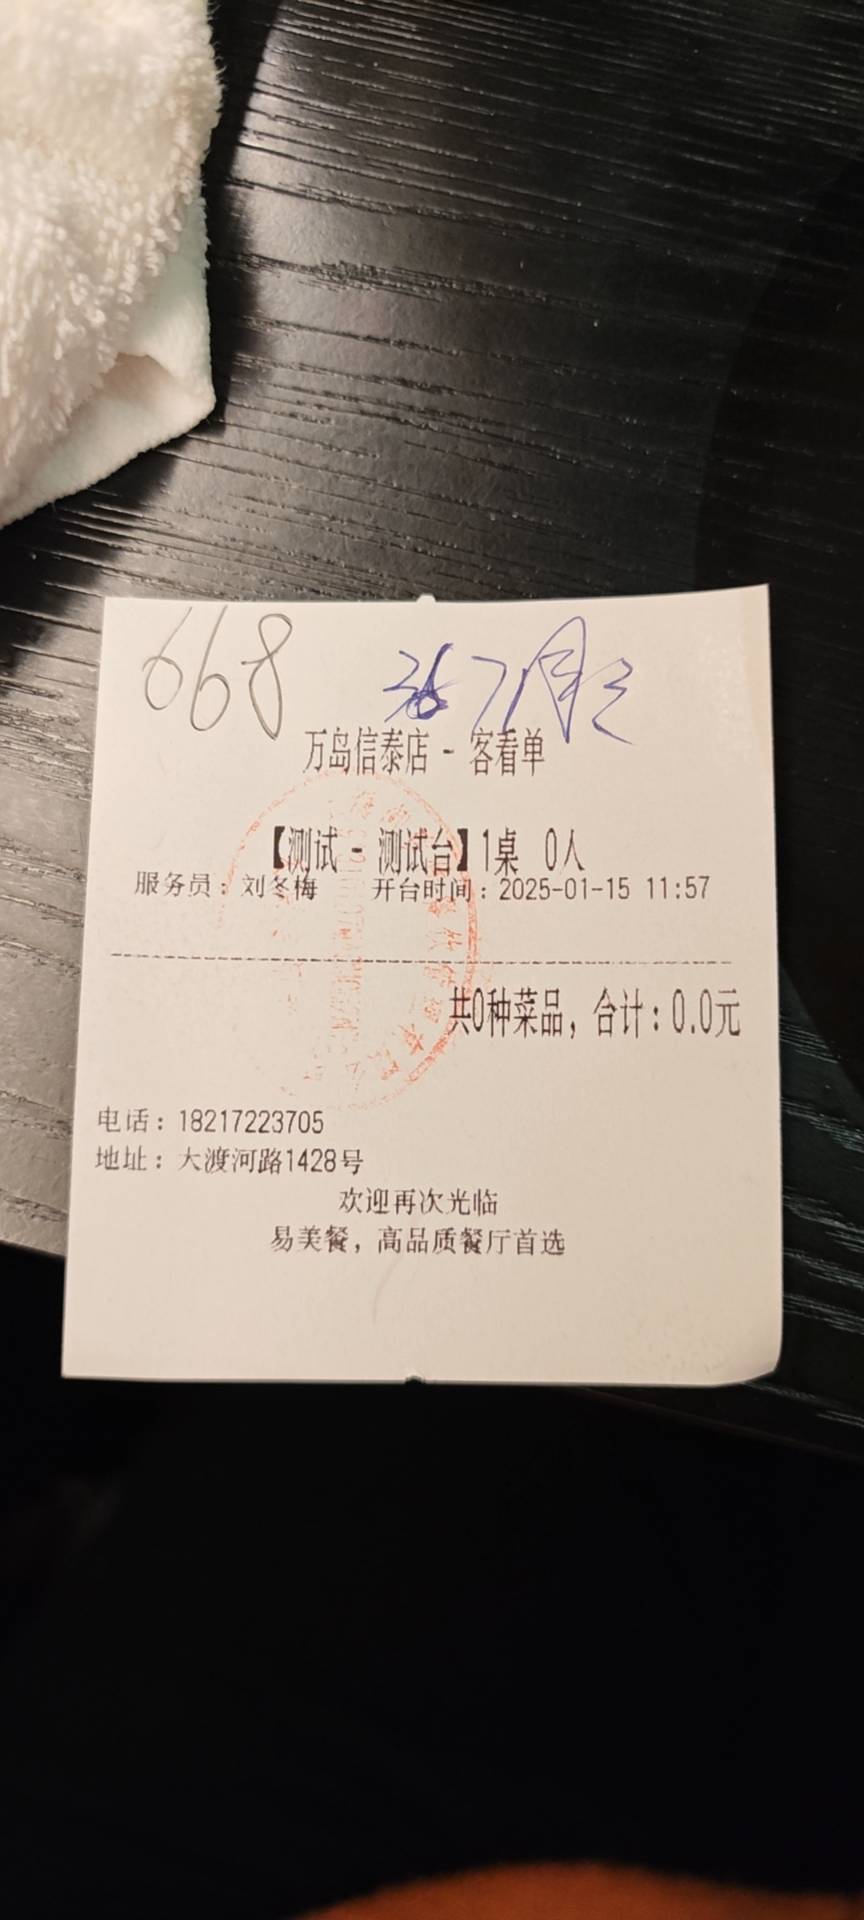 668
万岛信泰店 - 客看单
【测试 - 测试台】1桌 0人
服务员：刘冬梅 开台时间：2025-01-15 11:57
共0种菜品，合计：0.0元
电话：18217223705
地址：大渡河路1428号
欢迎再次光临
易美餐，高品质餐厅首选